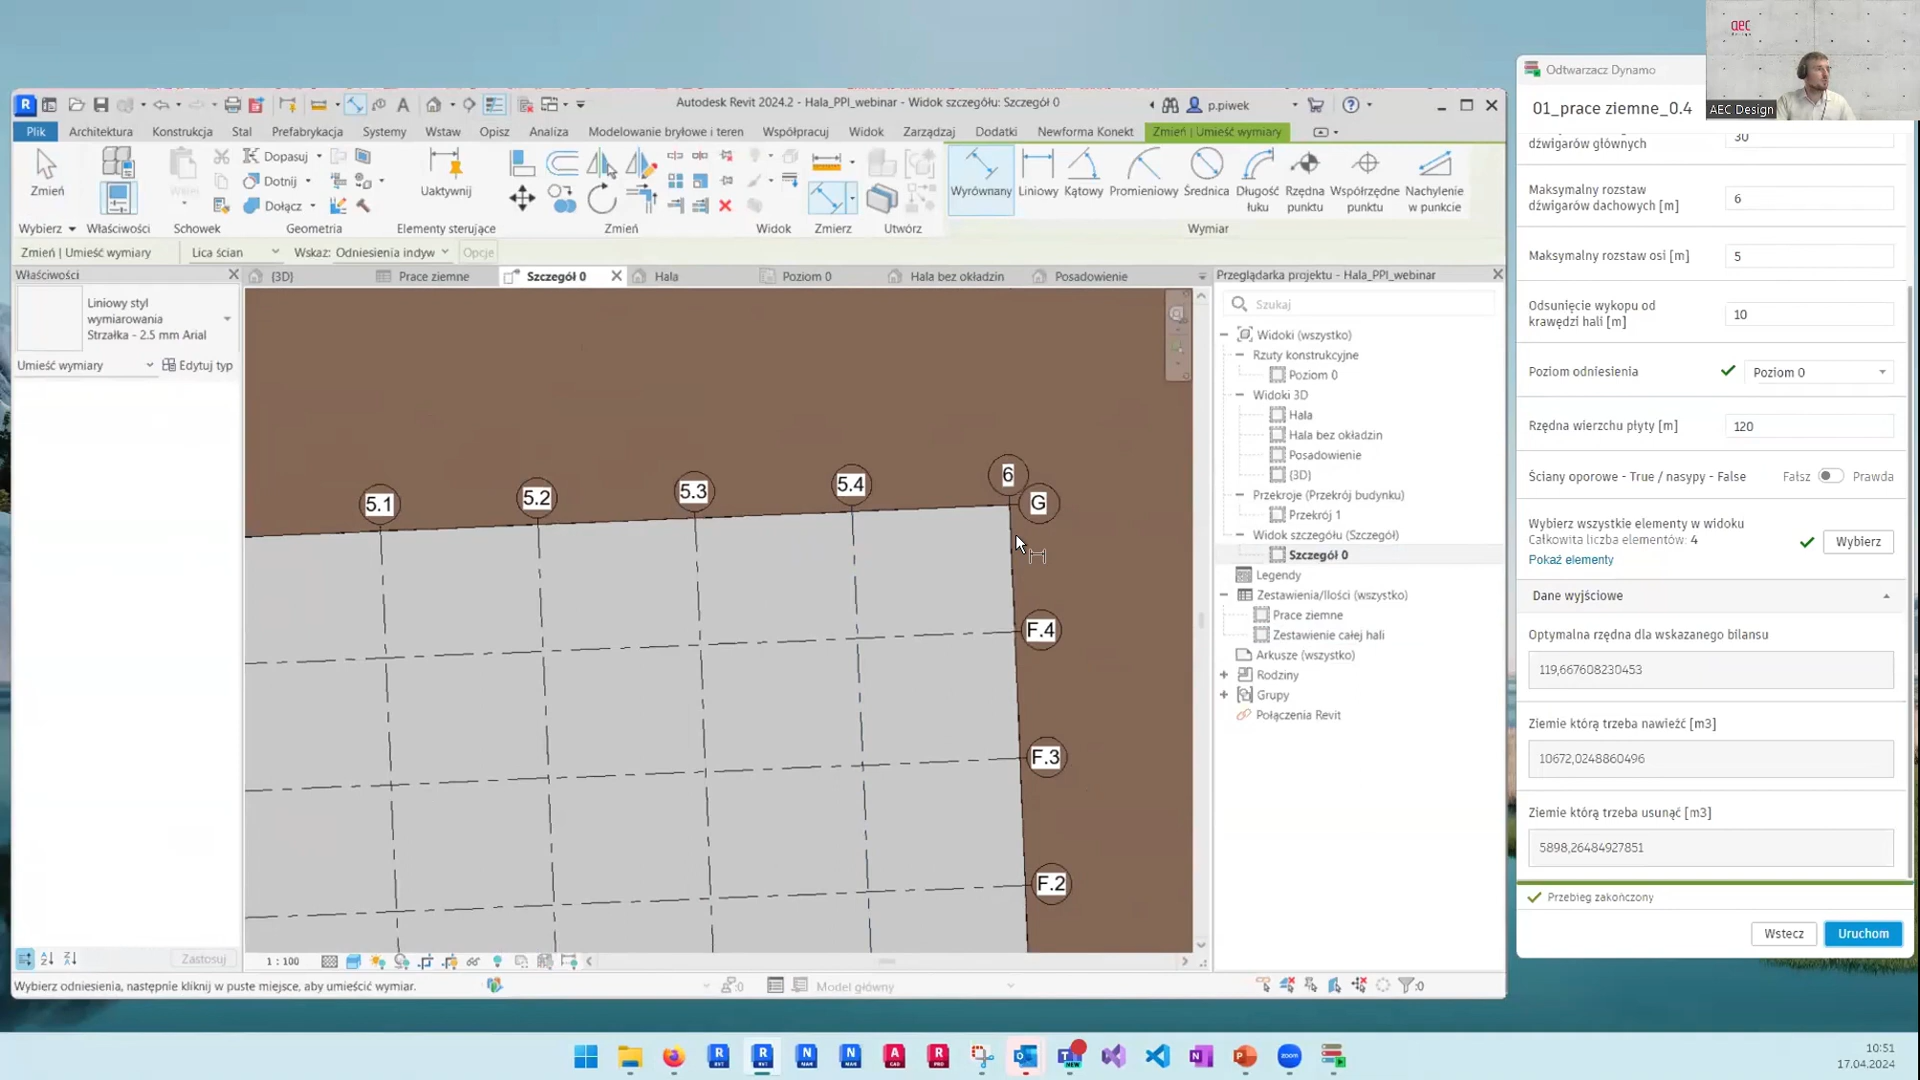 aec
AEC Design
Odtwarzacz Dynamo
01_prace ziemne_0.4
Autodesk Revit 2024.2 - Hala_PPI_webinar - Widok szczegółu: Szczegół 0
p.piwek
Plik
Architektura
Konstrukcja
Stal
Prefabrykacja
Systemy
Wstaw
Opisz
Analiza
Modelowanie bryłowe i teren
Współpracuj
Widok
Zarządzaj
Dodatki
Newforma Konekt
Zmień | Umieść wymiary
Zmień
Wklej
Dopasuj
Dotnij
Dołącz
Uaktywnij
Wyrównany
Liniowy
Kątowy
Promieniowy
Średnica
Długość łuku
Rzędna punktu
Współrzędne punktu
Nachylenie w punkcie
Wybierz
Właściwości
Schowek
Geometria
Elementy sterujące
Zmień
Widok
Zmierz
Utwórz
Wymiar
Zmień | Umieść wymiary
Lica ścian
Wskaz: Odniesienia indyw
Opcje
Właściwości
{3D}
Prace ziemne
Szczegół 0
Hala
Poziom 0
Hala bez okładzin
Posadowienie
Liniowy styl
wymiarowania
Strzałka - 2.5 mm Arial
Umieść wymiary
Edytuj typ
Zastosuj
5.1
5.2
5.3
5.4
6
G
F.4
F.3
F.2
1 : 100
Przeglądarka projektu - Hala_PPI_webinar
Szukaj
Widoki (wszystko)
Rzuty konstrukcyjne
Poziom 0
Widoki 3D
Hala
Hala bez okładzin
Posadowienie
{3D}
Przekroje (Przekrój budynku)
Przekrój 1
Widok szczegółu (Szczegół)
Szczegół 0
Legendy
Zestawienia/Ilości (wszystko)
Prace ziemne
Zestawienie całej hali
Arkusze (wszystko)
Rodziny
Grupy
Połączenia Revit
Wybierz odniesienia, następnie kliknij w puste miejsce, aby umieścić wymiar.
:0
Model główny
:0
dźwigarów głównych
30
Maksymalny rozstaw
dźwigarów dachowych [m]
6
Maksymalny rozstaw osi [m]
5
Odsunięcie wykopu od
krawędzi hali [m]
10
Poziom odniesienia
Poziom 0
Rzędna wierzchu płyty [m]
120
Ściany oporowe - True / nasypy - False
Fałsz
Prawda
Wybierz wszystkie elementy w widoku
Całkowita liczba elementów: 4
Pokaż elementy
Wybierz
Dane wyjściowe
Optymalna rzędna dla wskazanego bilansu
119,667608230453
Ziemie którą trzeba nawieźć [m3]
10672,0248860496
Ziemie którą trzeba usunąć [m3]
5898,26484927851
Przebieg zakończony
Wstecz
Uruchom
10:51
17.04.2024